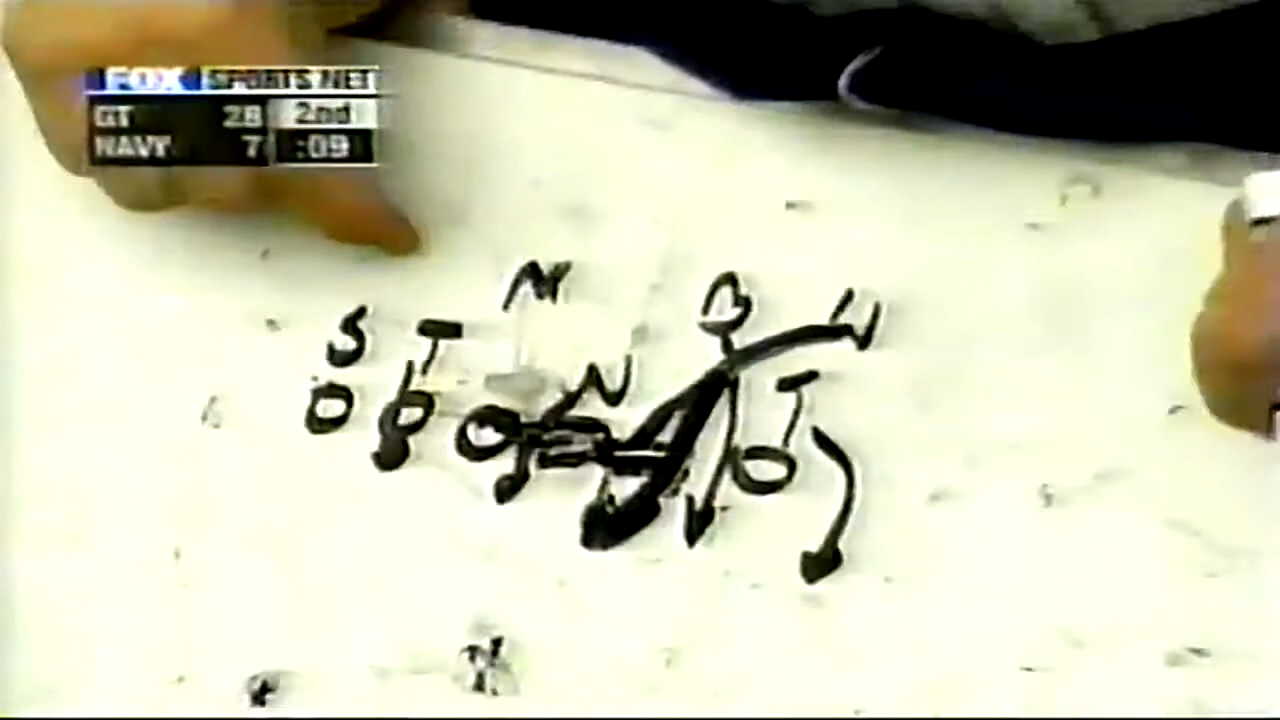 FOX SPORTS NET
GT 28 2nd
NAVY 7 :09
M B W
S T
N T
O O O O